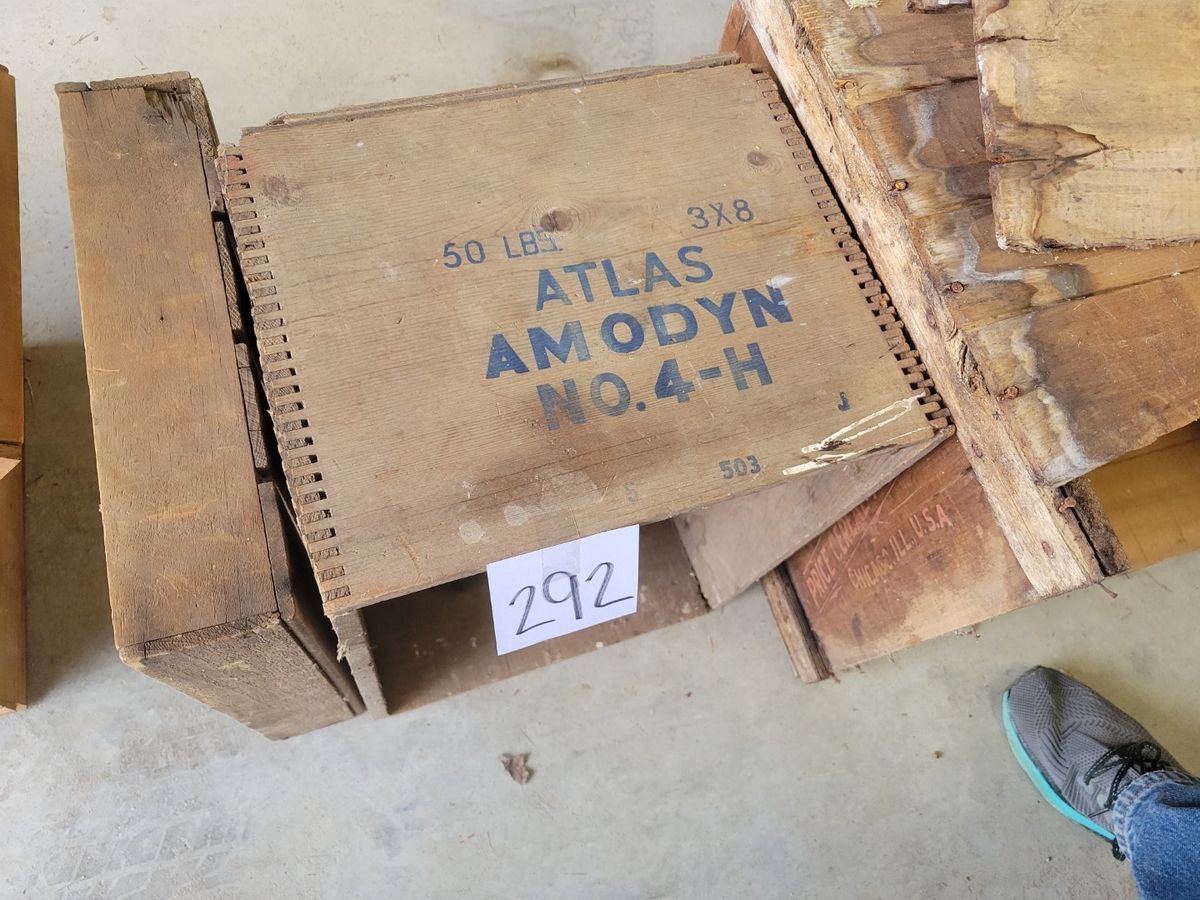 50 LBS. 3X8
ATLAS
AMODYN
NO. 4-H
J
S 503
292
CHICAGO, ILL. U.S.A